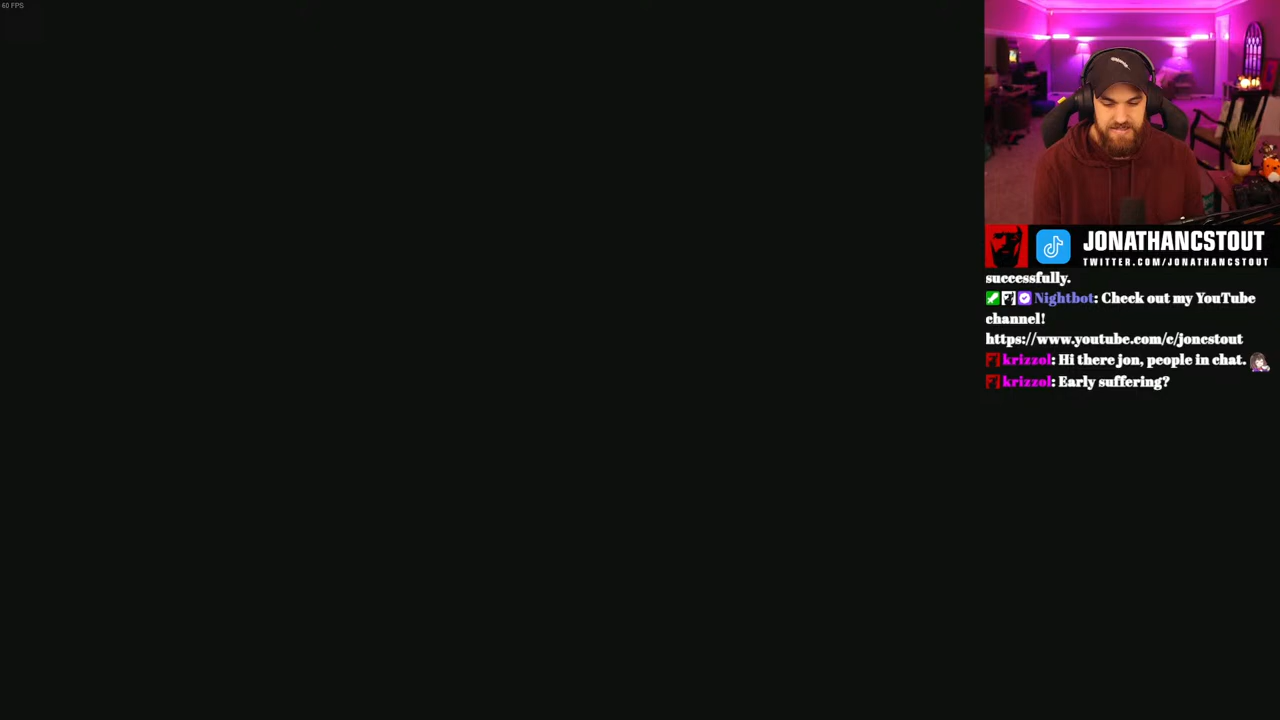 60 FPS
JONATHANCSTOUT
TWITTER.COM/JONATHANCSTOUT
successfully.
Nightbot: Check out my YouTube
channel!
https://www.youtube.com/c/joncstout
krizzol: Hi there jon, people in chat.
krizzol: Early suffering?